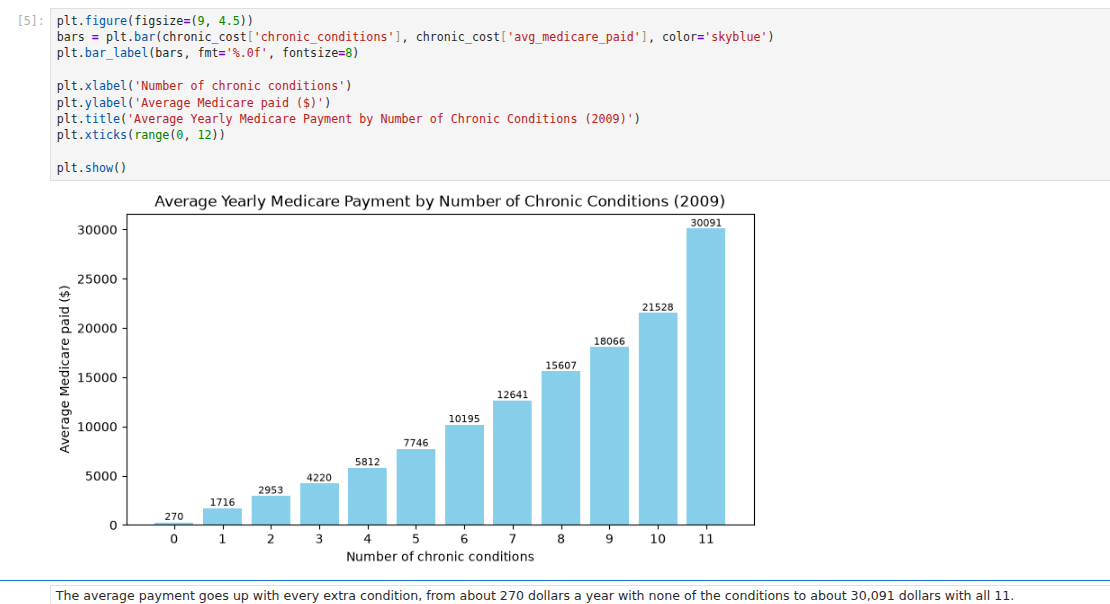 [5]:
plt.figure(figsize=(9, 4.5))
bars = plt.bar(chronic_cost['chronic_conditions'], chronic_cost['avg_medicare_paid'], color='skyblue')
plt.bar_label(bars, fmt='%.0f', fontsize=8)
plt.xlabel('Number of chronic conditions')
plt.ylabel('Average Medicare paid ($)')
plt.title('Average Yearly Medicare Payment by Number of Chronic Conditions (2009)')
plt.xticks(range(0, 12))
plt.show()
Average Yearly Medicare Payment by Number of Chronic Conditions (2009)
Average Medicare paid ($)
30000
25000
20000
15000
10000
5000
0
270
1716
2953
4220
5812
7746
10195
12641
15607
18066
21528
30091
0 1 2 3 4 5 6 7 8 9 10 11
Number of chronic conditions
The average payment goes up with every extra condition, from about 270 dollars a year with none of the conditions to about 30,091 dollars with all 11.